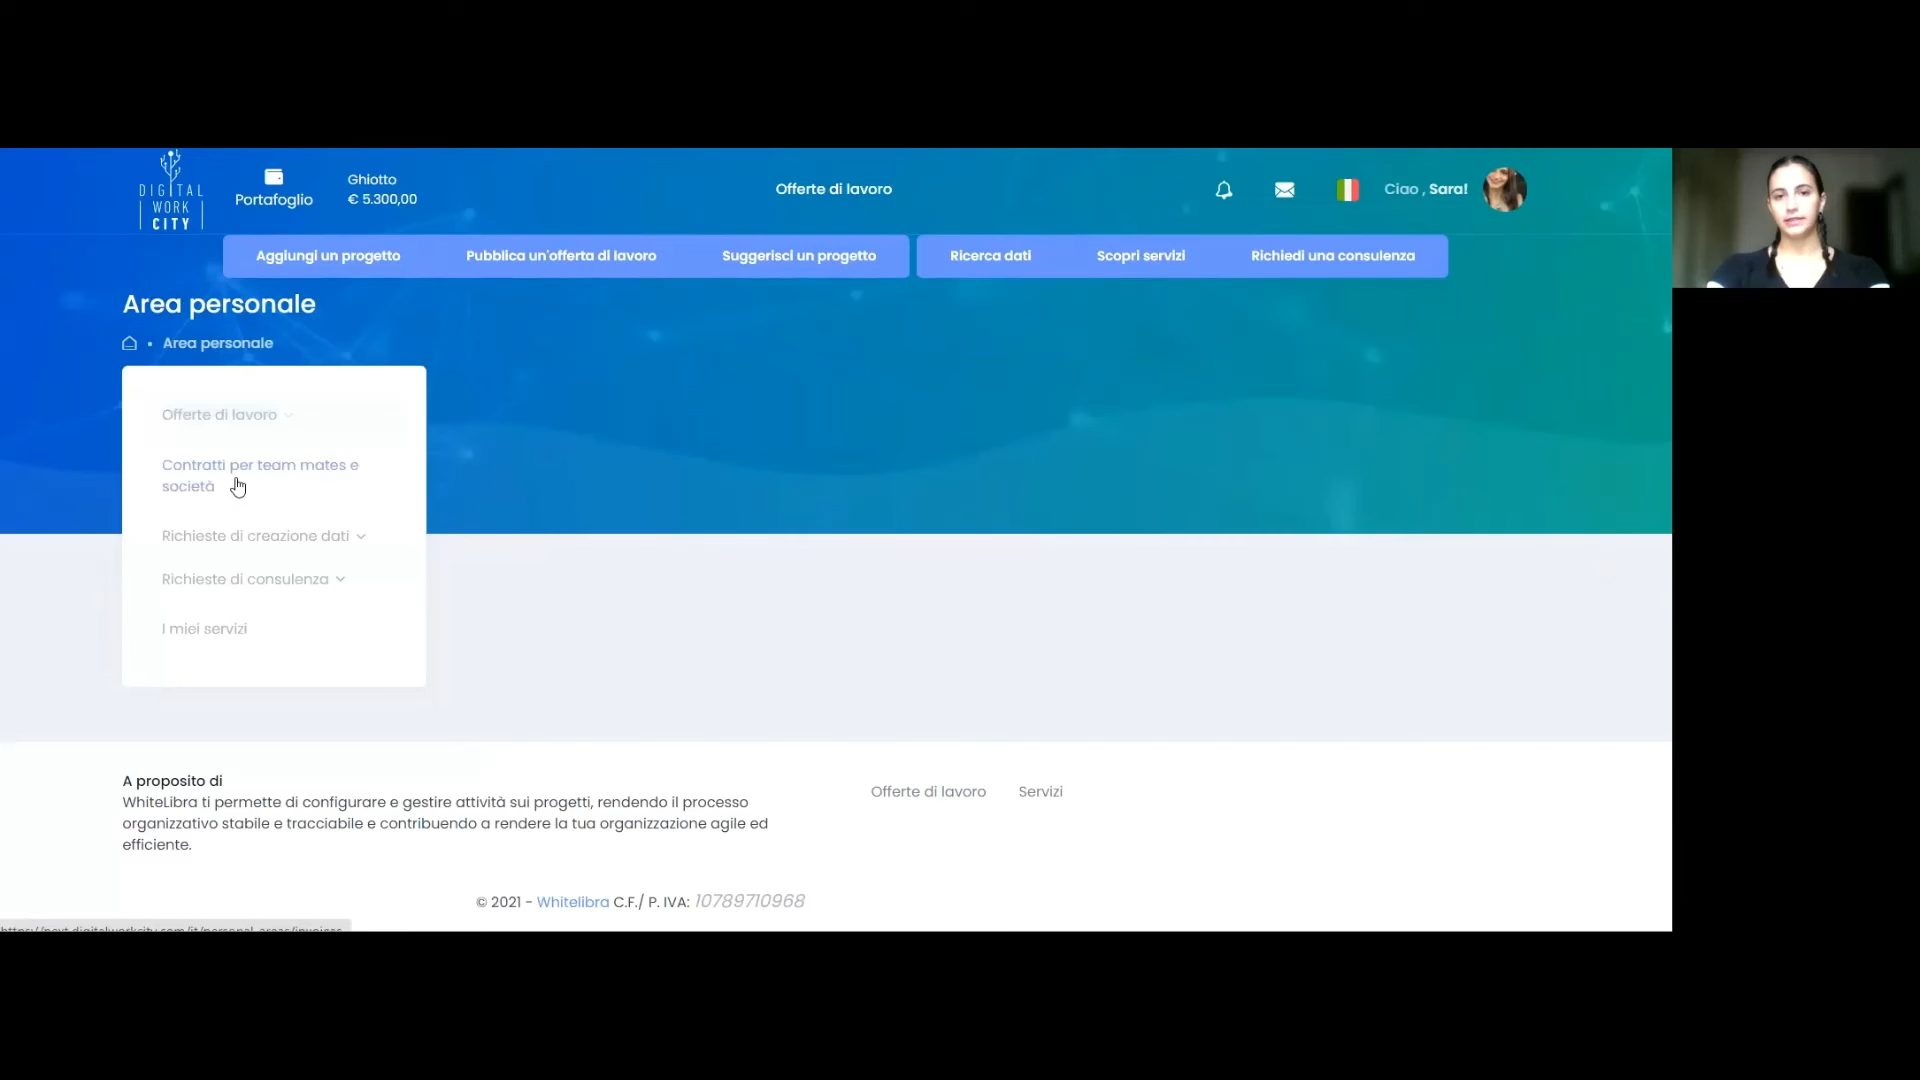 DIGITAL
WORK
CITY
Portafoglio
Ghiotto
€ 5.300,00
Offerte di lavoro
Ciao , Sara!
Aggiungi un progetto
Pubblica un'offerta di lavoro
Suggerisci un progetto
Ricerca dati
Scopri servizi
Richiedi una consulenza
Area personale
Area personale
Offerte di lavoro
Contratti per team mates e
società
Richieste di creazione dati
Richieste di consulenza
I miei servizi
A proposito di
WhiteLibra ti permette di configurare e gestire attività sui progetti, rendendo il processo
organizzativo stabile e tracciabile e contribuendo a rendere la tua organizzazione agile ed
efficiente.
Offerte di lavoro
Servizi
© 2021 - Whitelibra C.F./ P. IVA: 10789710968